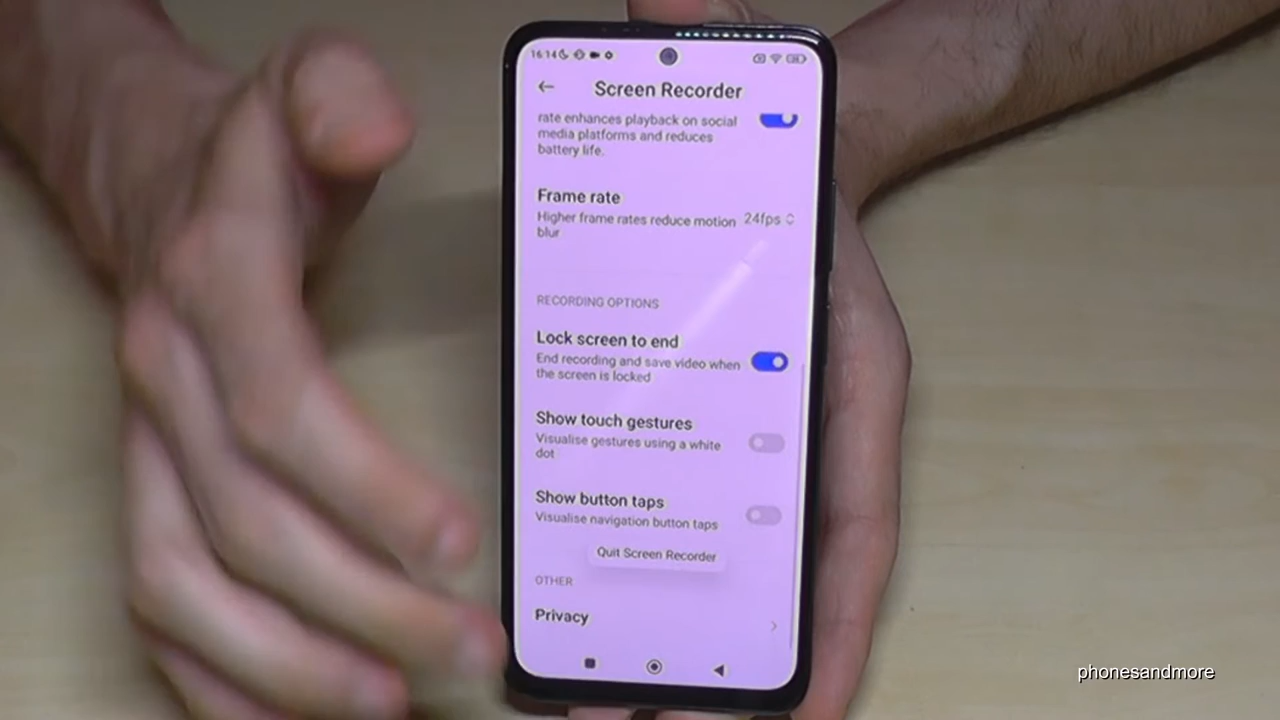 16:14
Screen Recorder
rate enhances playback on social
media platforms and reduces
battery life.
Frame rate
Higher frame rates reduce motion
blur
24fps
RECORDING OPTIONS
Lock screen to end
End recording and save video when
the screen is locked
Show touch gestures
Visualise gestures using a white
dot
Show button taps
Visualise navigation button taps
Quit Screen Recorder
OTHER
Privacy
phonesandmore